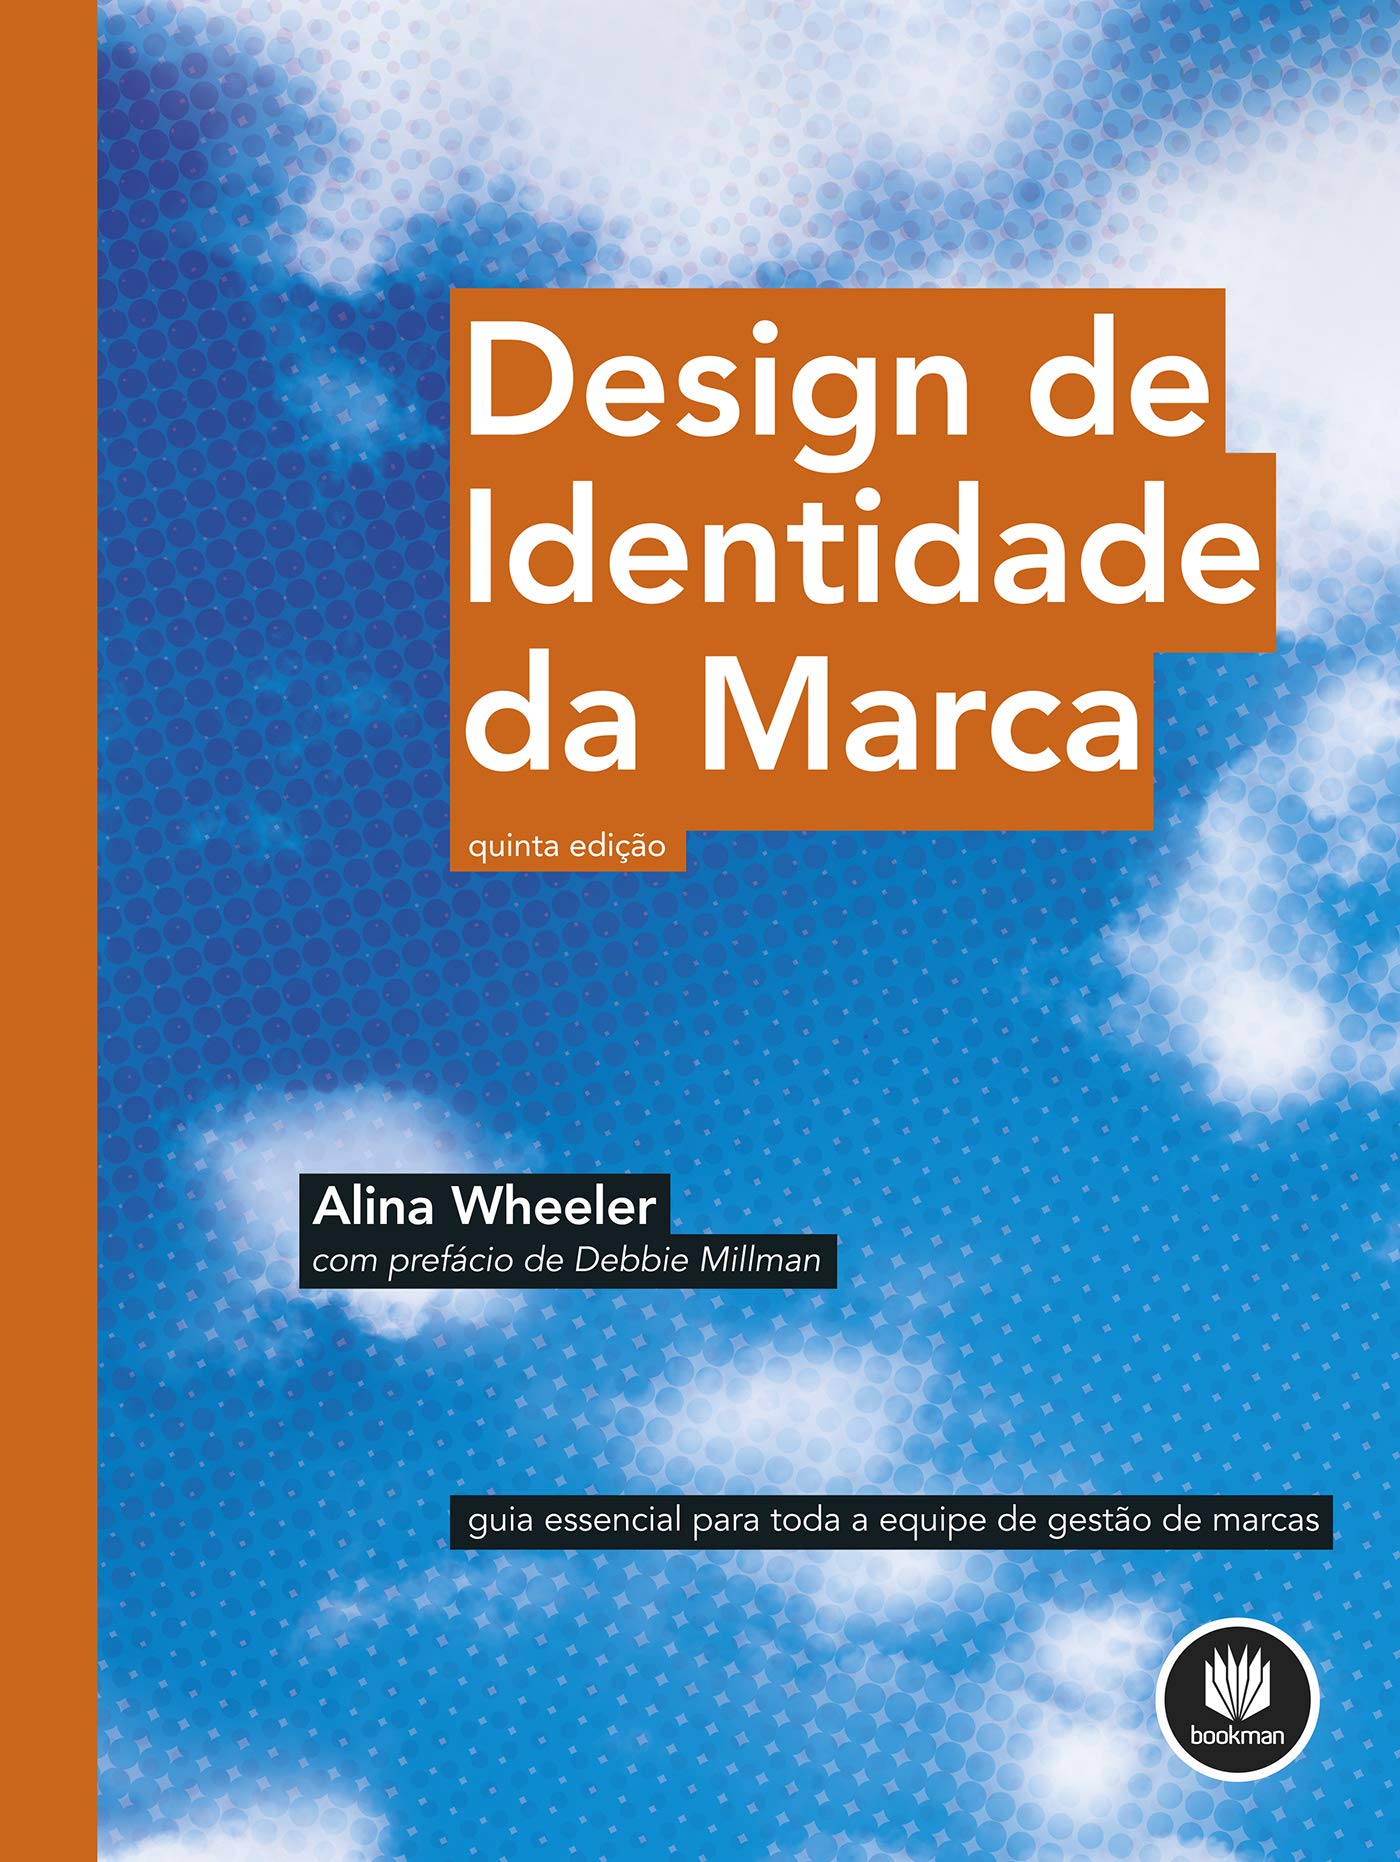 Design de
Identidade
da Marca
quinta edição
Alina Wheeler
com prefácio de Debbie Millman
guia essencial para toda a equipe de gestão de marcas
bookman